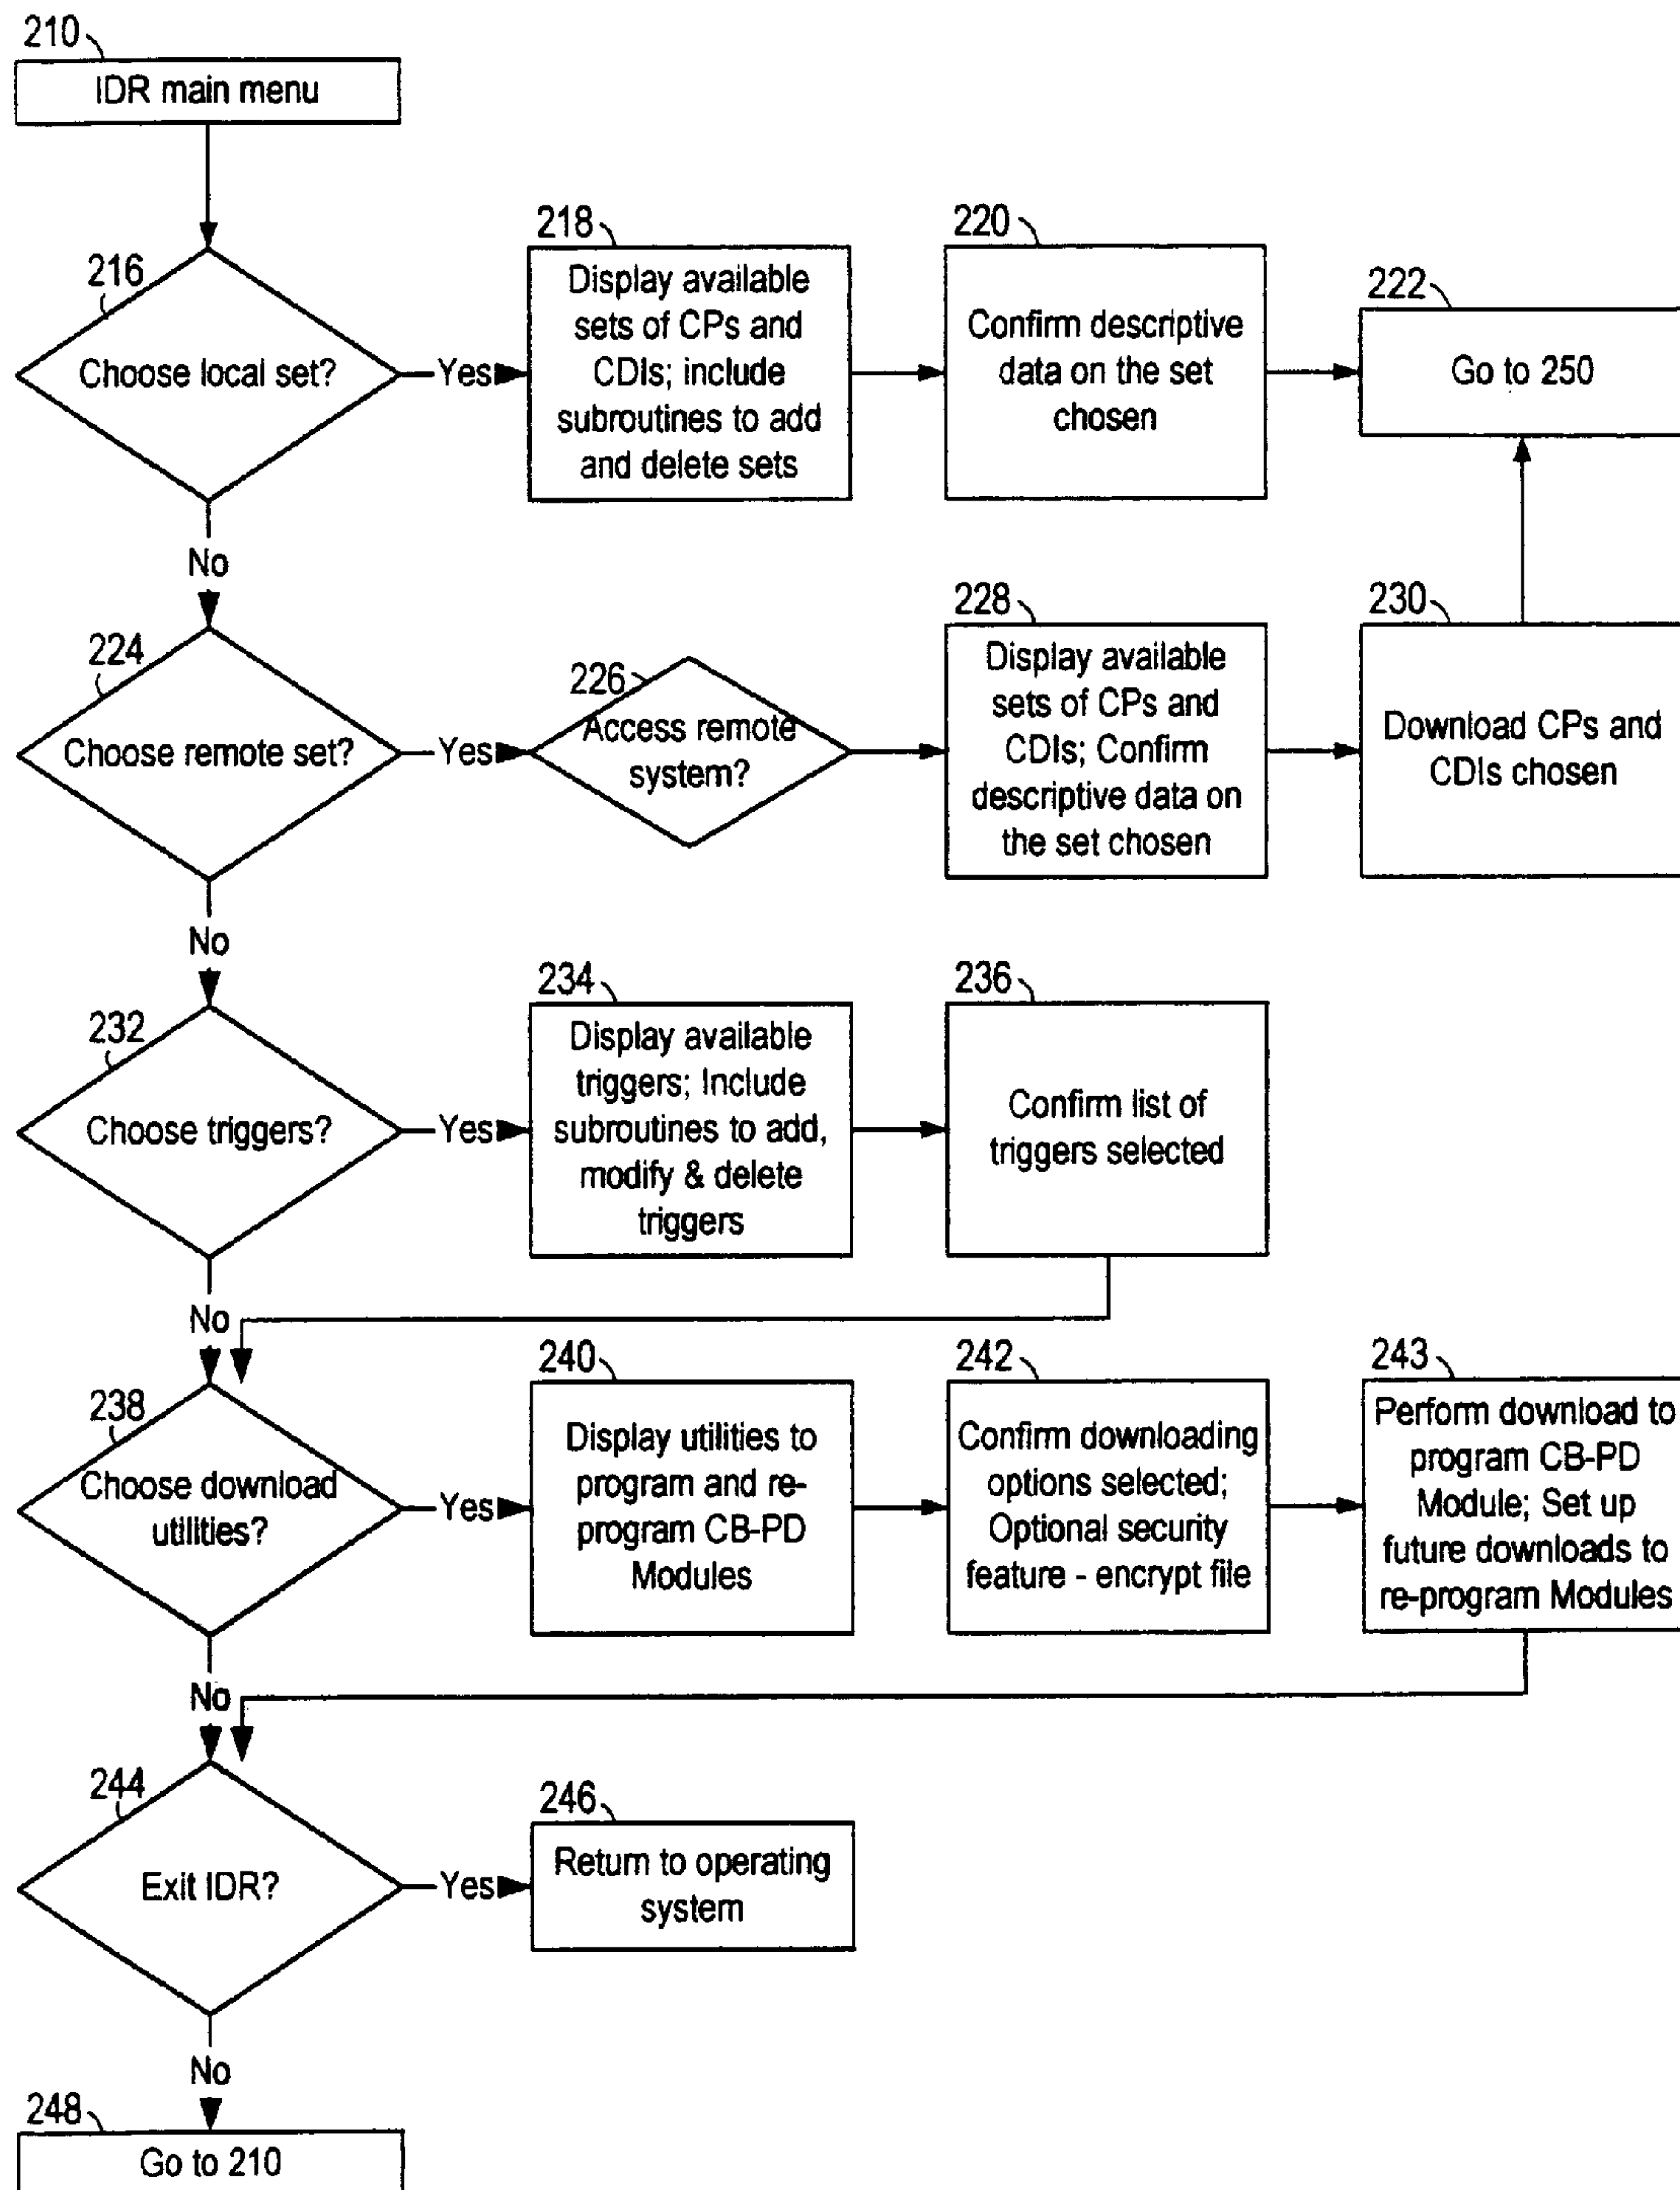 210
IDR main menu
216
Choose local set?
Yes
218
Display available
sets of CPs and
CDIs; include
subroutines to add
and delete sets
220
Confirm descriptive
data on the set
chosen
222
Go to 250
No
224
Choose remote set?
Yes
226
Access remote
system?
228
Display available
sets of CPs and
CDIs; Confirm
descriptive data on
the set chosen
230
Download CPs and
CDIs chosen
No
232
Choose triggers?
Yes
234
Display available
triggers; Include
subroutines to add,
modify & delete
triggers
236
Confirm list of
triggers selected
No
238
Choose download
utilities?
Yes
240
Display utilities to
program and re-
program CB-PD
Modules
242
Confirm downloading
options selected;
Optional security
feature - encrypt file
243
Perform download to
program CB-PD
Module; Set up
future downloads to
re-program Modules
No
244
Exit IDR?
Yes
246
Return to operating
system
No
248
Go to 210